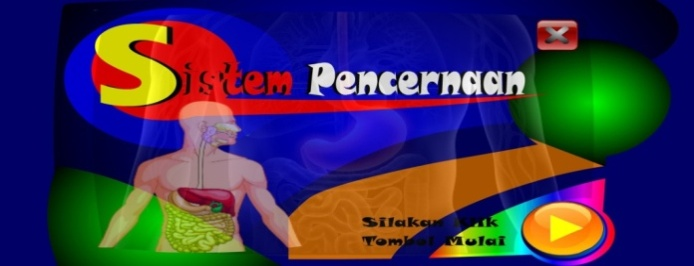 Sistem Pencernaan
Silakan Klik
Tombol Mulai